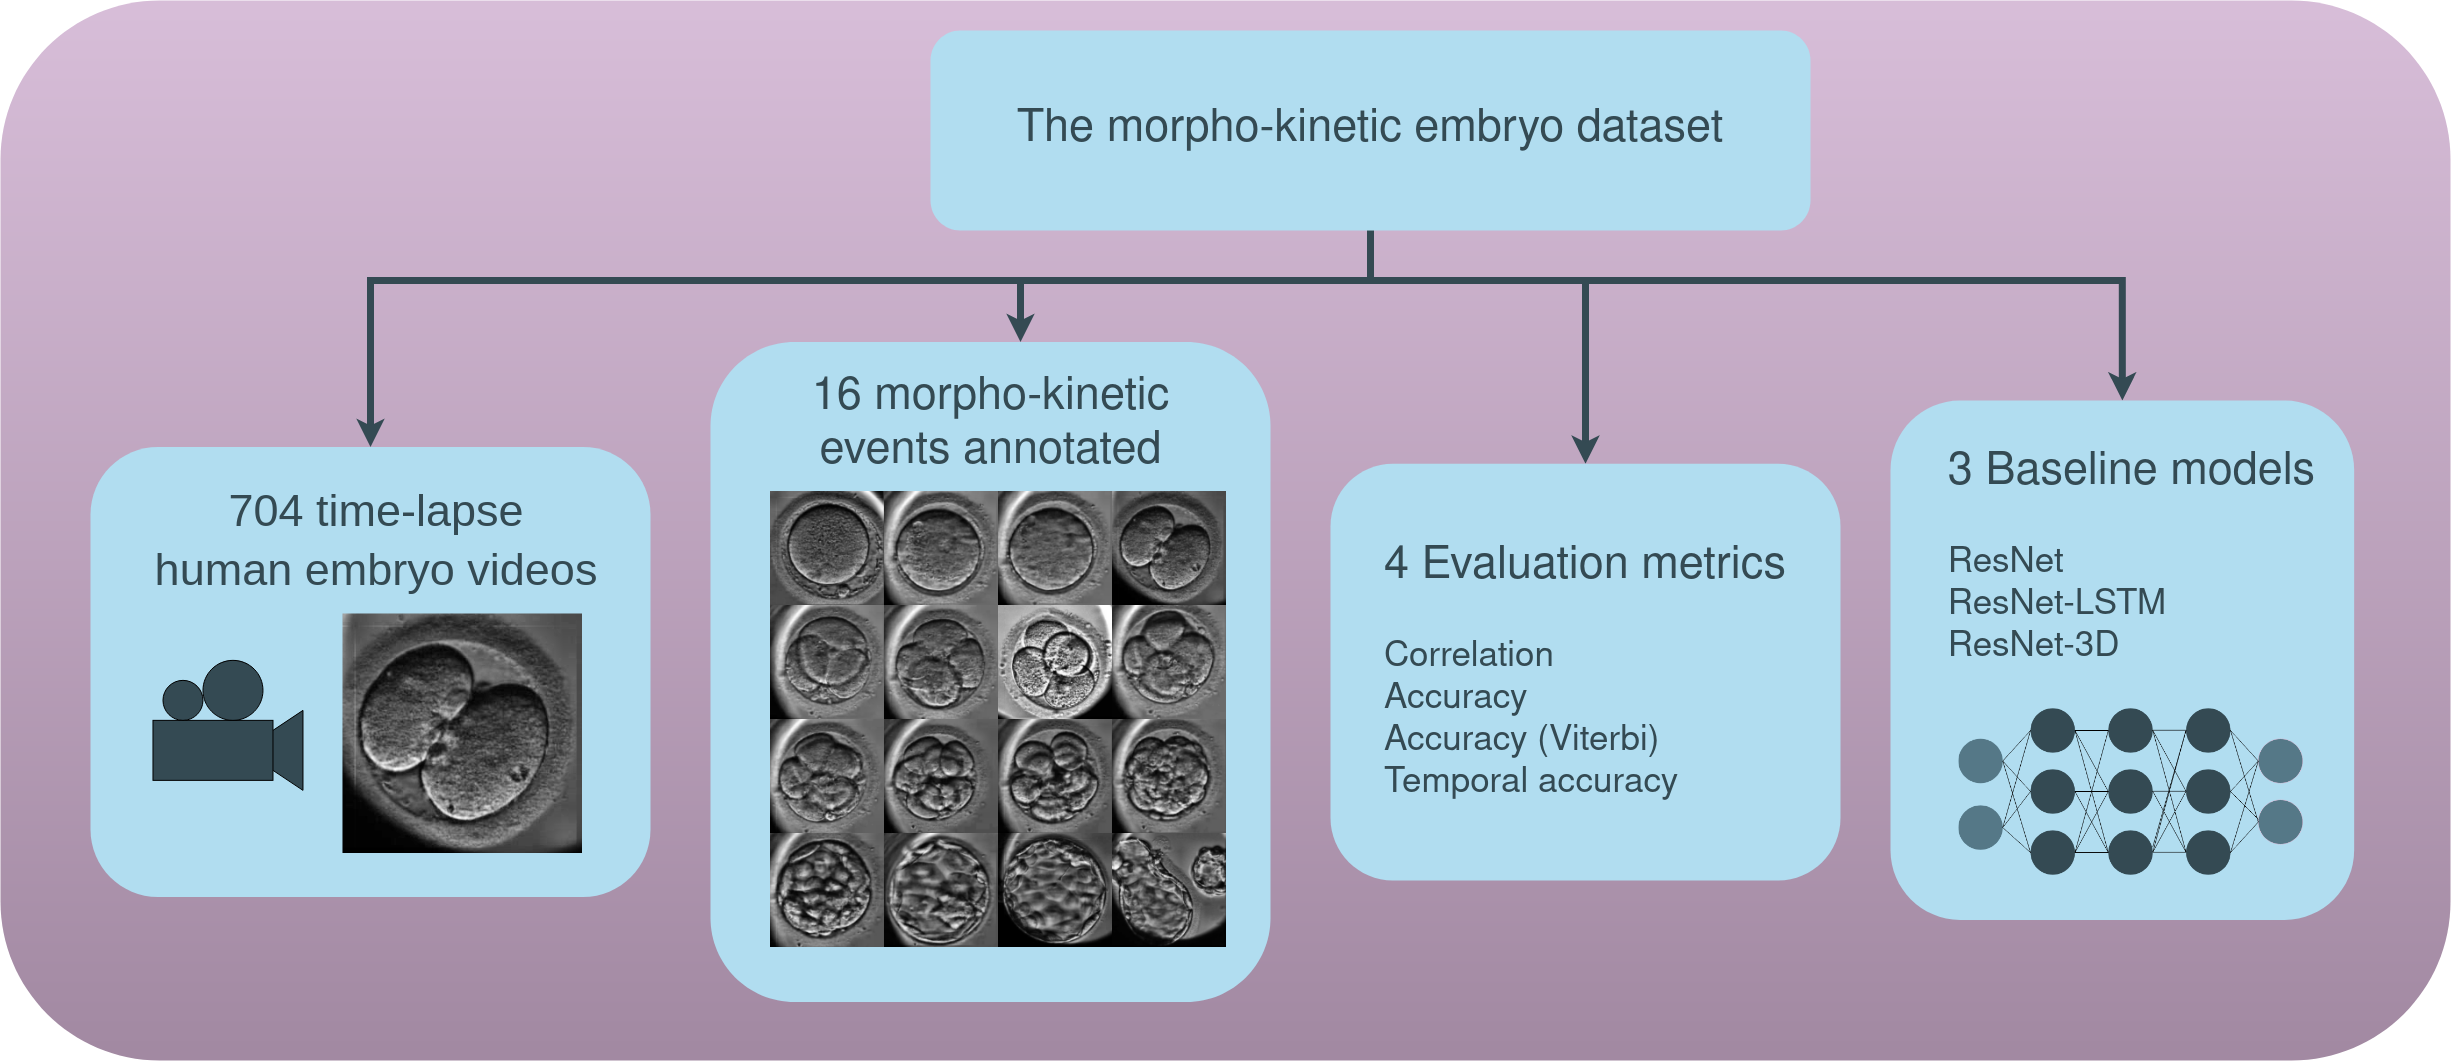 The morpho-kinetic embryo dataset
704 time-lapse
human embryo videos
16 morpho-kinetic
events annotated
4 Evaluation metrics
Correlation
Accuracy
Accuracy (Viterbi)
Temporal accuracy
3 Baseline models
ResNet
ResNet-LSTM
ResNet-3D